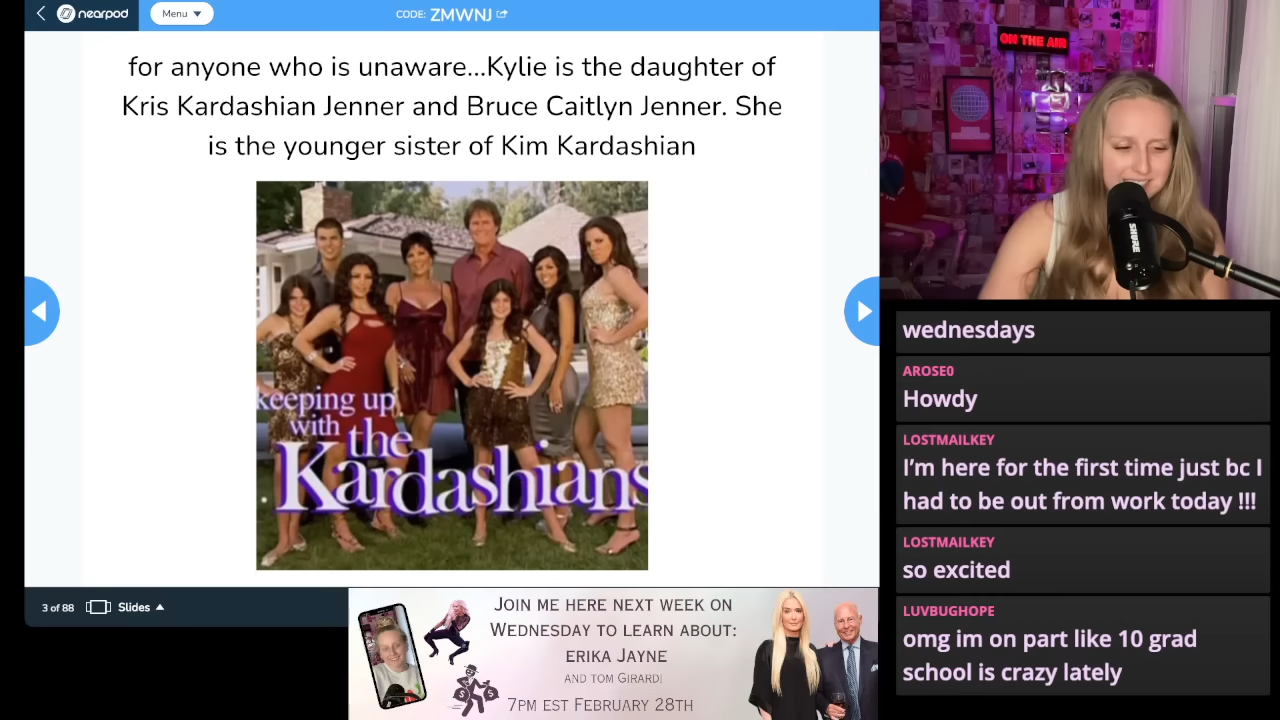 nearpod
Menu
CODE: ZMWNJ
for anyone who is unaware...Kylie is the daughter of
Kris Kardashian Jenner and Bruce Caitlyn Jenner. She
is the younger sister of Kim Kardashian
keeping up
with the
Kardashians
3 of 88
Slides
JOIN ME HERE NEXT WEEK ON
WEDNESDAY TO LEARN ABOUT:
ERIKA JAYNE
AND TOM GIRARDI
7PM EST FEBRUARY 28TH
ON THE AIR
SHURE
wednesdays
AROSE0
Howdy
LOSTMAILKEY
I’m here for the first time just bc I
had to be out from work today !!!
LOSTMAILKEY
so excited
LUVBUGHOPE
omg im on part like 10 grad
school is crazy lately